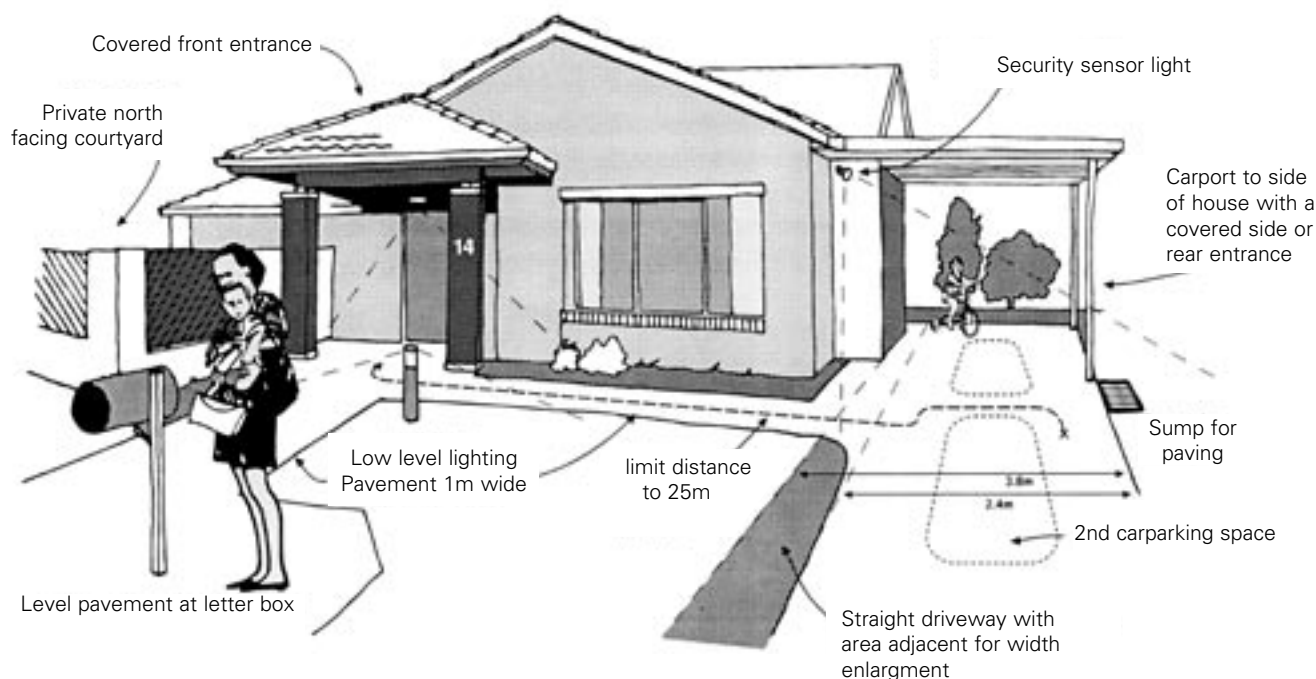 Covered front entrance
Security sensor light
Private north
facing courtyard
Carport to side
of house with a
covered side or
rear entrance
14
Sump for
paving
Low level lighting
Pavement 1m wide
limit distance
to 25m
3.8m
2.4m
2nd carparking space
Level pavement at letter box
Straight driveway with
area adjacent for width
enlargment